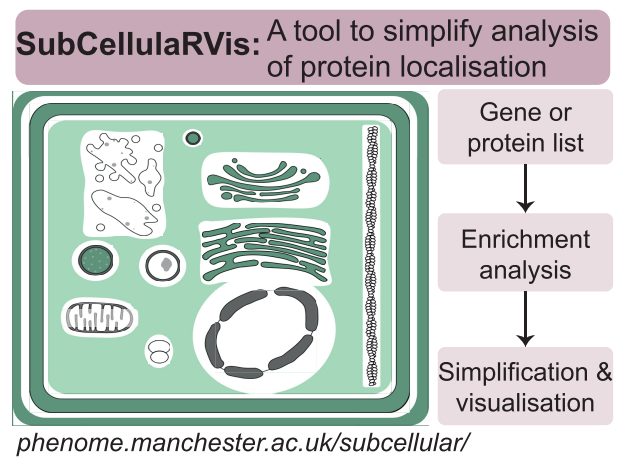 SubCellulaRVis: A tool to simplify analysis
of protein localisation
Gene or
protein list
Enrichment
analysis
Simplification &
visualisation
phenome.manchester.ac.uk/subcellular/